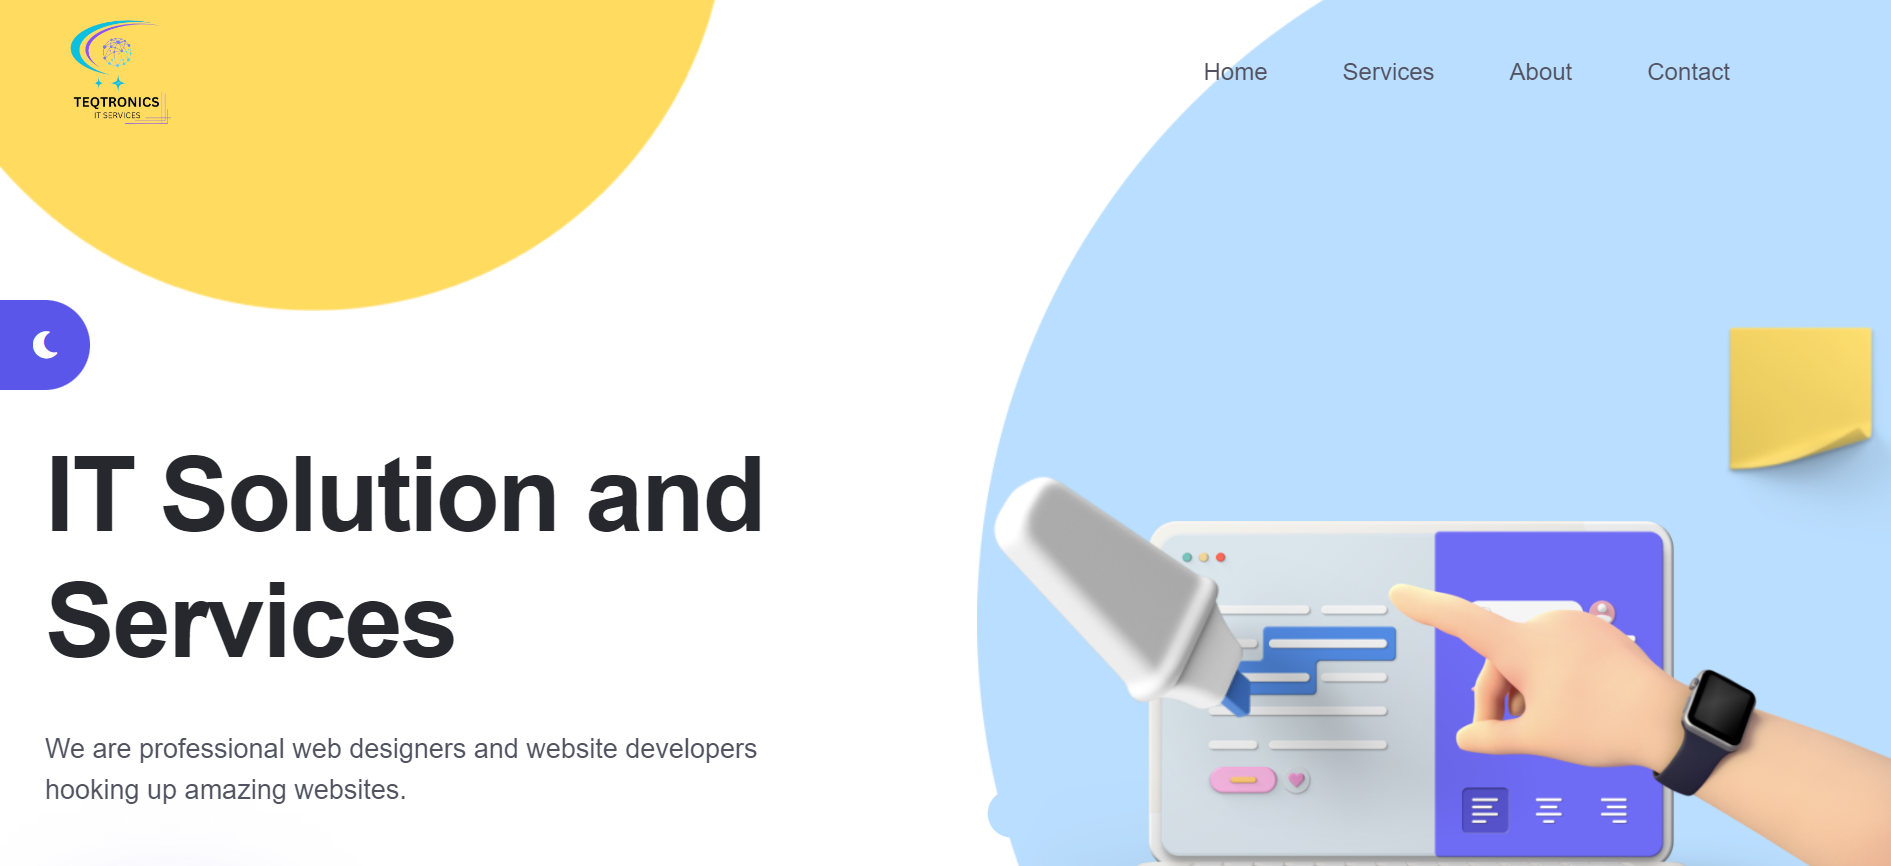 TEQTRONICS
IT SERVICES
Home Services About Contact
IT Solution and
Services
We are professional web designers and website developers
hooking up amazing websites.